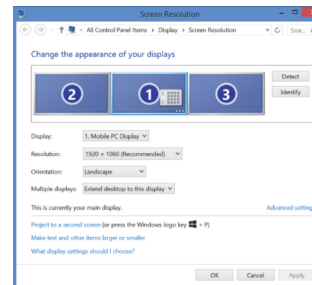 Screen Resolution
All Control Panel Items Display Screen Resolution
Change the appearance of your displays
2
1
3
Detect
Identify
Display: 1. Mobile PC Display
Resolution: 1920 × 1080 (Recommended)
Orientation: Landscape
Multiple displays: Extend desktop to this display
This is currently your main display. Advanced setting
Project to a second screen (or press the Windows logo key + P)
Make text and other items larger or smaller
What display settings should I choose?
OK Cancel Apply